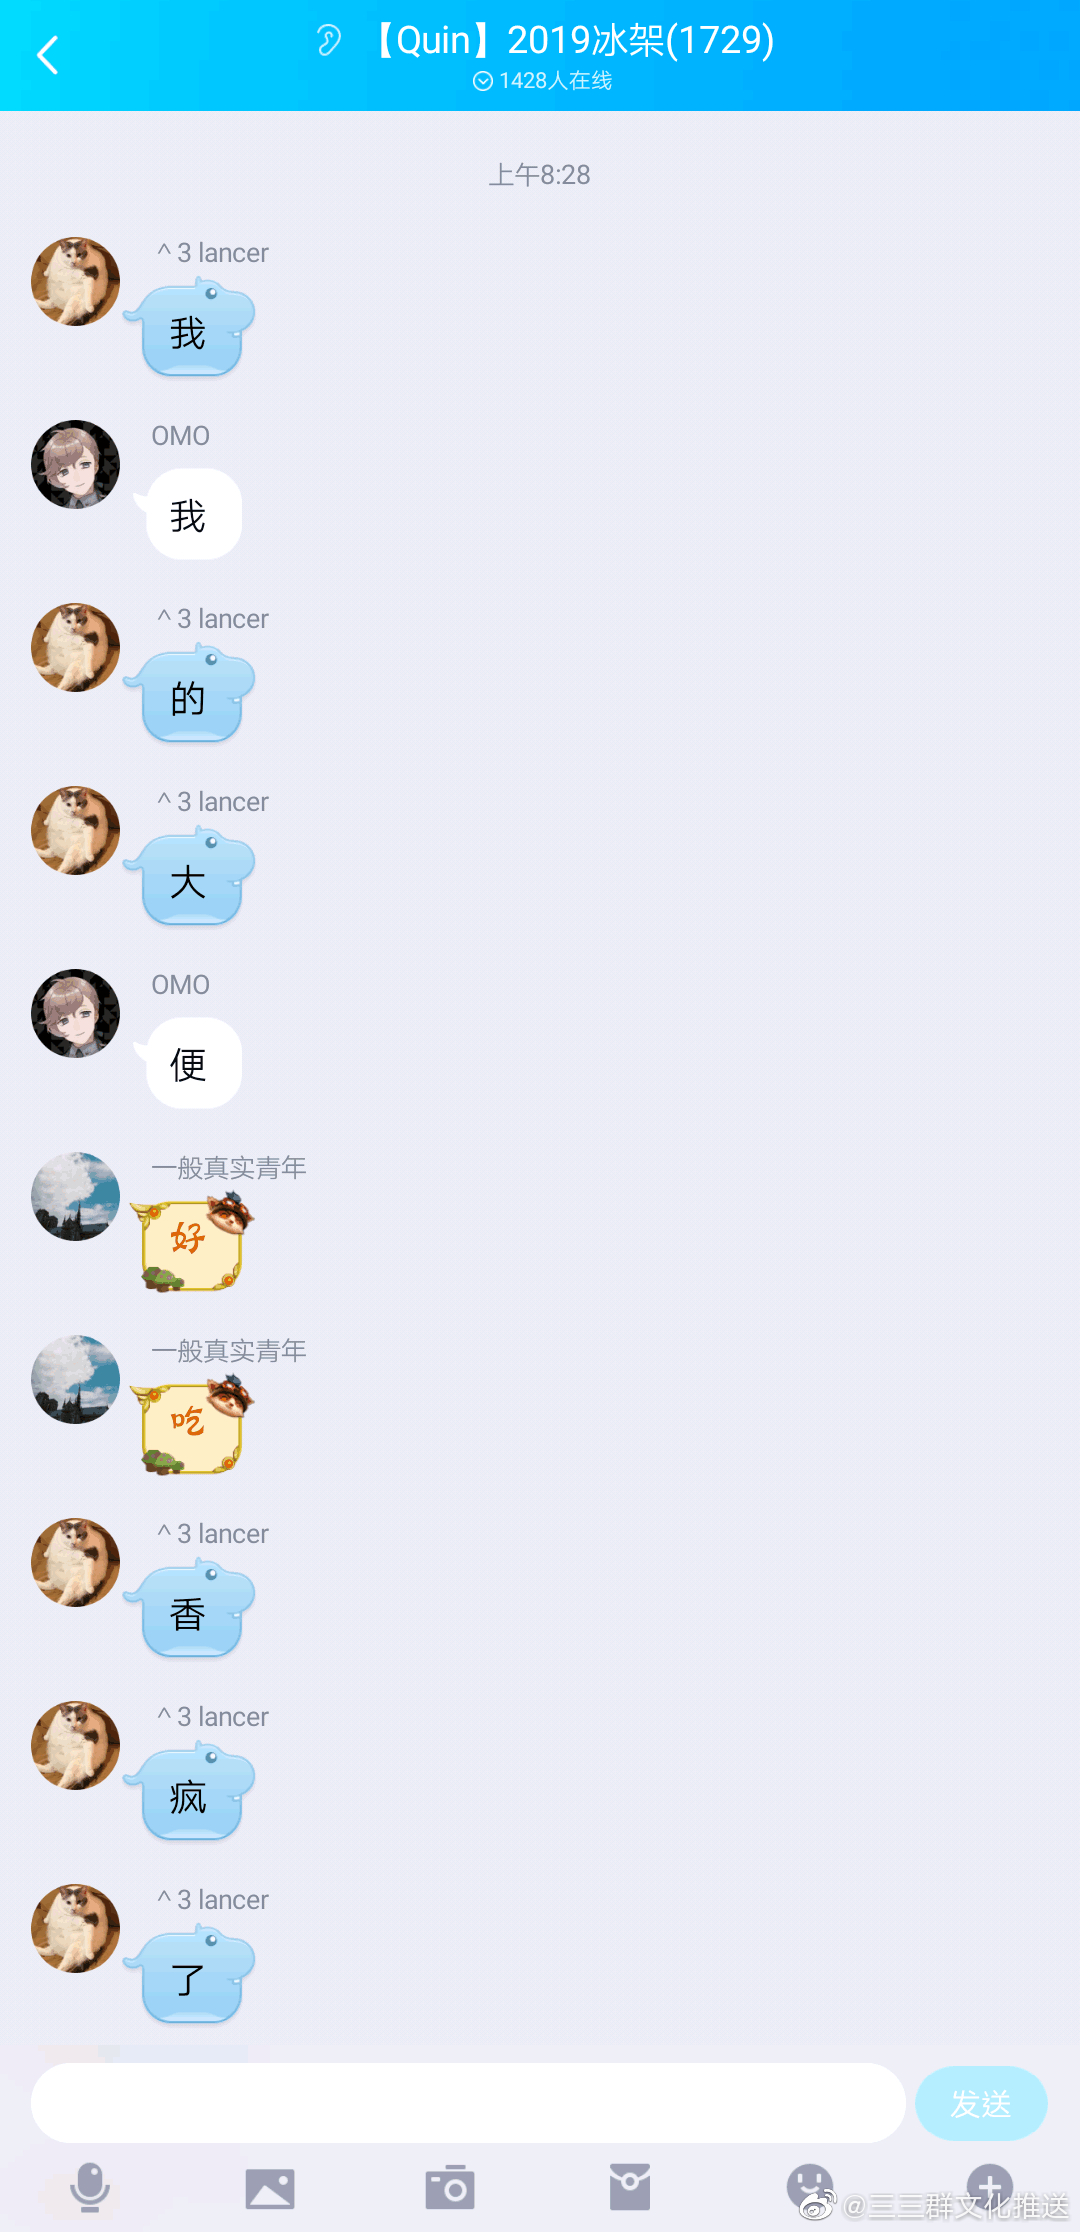 【Quin】2019冰架(1729)
1428人在线
上午8:28
^ 3 lancer
我
OMO
我
^ 3 lancer
的
^ 3 lancer
大
OMO
便
一般真实青年
好
一般真实青年
吃
^ 3 lancer
香
^ 3 lancer
疯
^ 3 lancer
了
发送
@三三群文化推送